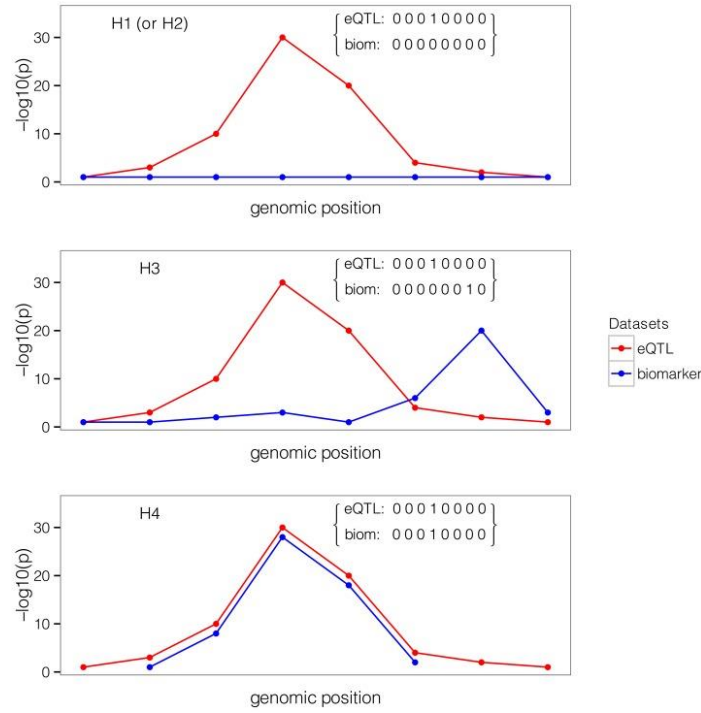 H1 (or H2)
eQTL: 0 0 0 1 0 0 0 0
biom: 0 0 0 0 0 0 0 0
30
20
10
0
−log10(p)
genomic position
H3
eQTL: 0 0 0 1 0 0 0 0
biom: 0 0 0 0 0 0 1 0
30
20
10
0
−log10(p)
genomic position
Datasets
eQTL
biomarker
H4
eQTL: 0 0 0 1 0 0 0 0
biom: 0 0 0 1 0 0 0 0
30
20
10
0
−log10(p)
genomic position